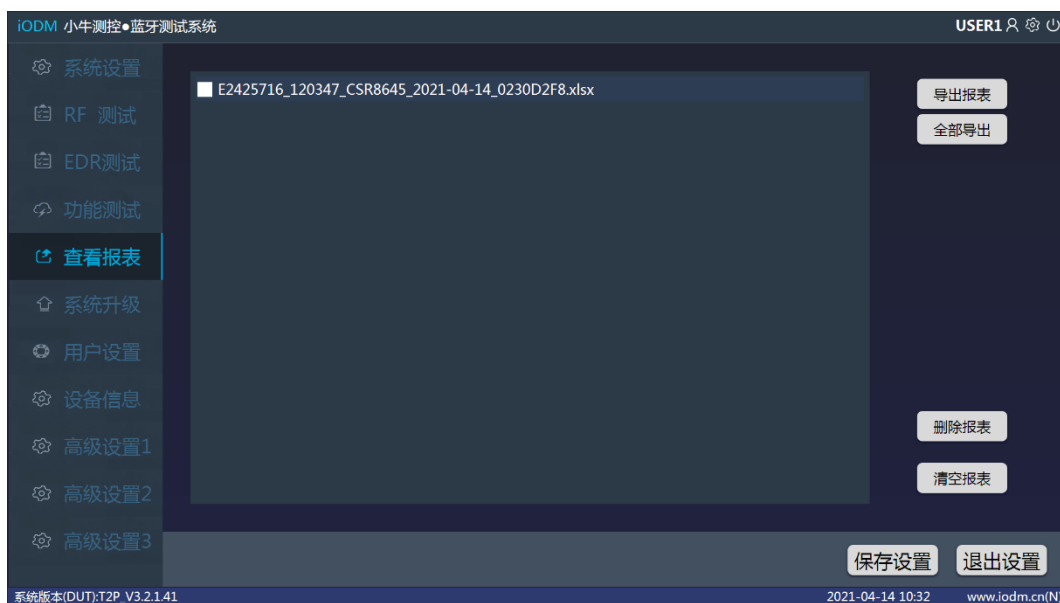 iODM 小牛测控●蓝牙测试系统
USER1
系统设置
RF 测试
EDR测试
功能测试
查看报表
系统升级
用户设置
设备信息
高级设置1
高级设置2
高级设置3
E2425716_120347_CSR8645_2021-04-14_0230D2F8.xlsx
导出报表
全部导出
删除报表
清空报表
保存设置
退出设置
系统版本(DUT):T2P_V3.2.1.41
2021-04-14 10:32
www.iodm.cn(N